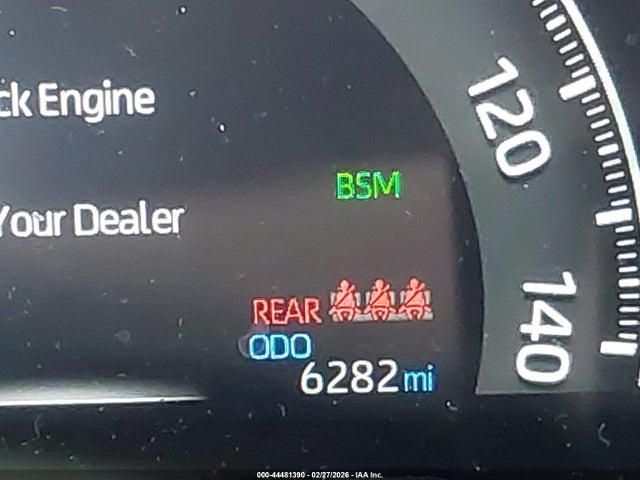 ck Engine
120
BSM
Your Dealer
REAR
140
ODO
6282 mi
000-44481390 - 02/27/2026 - IAA Inc.